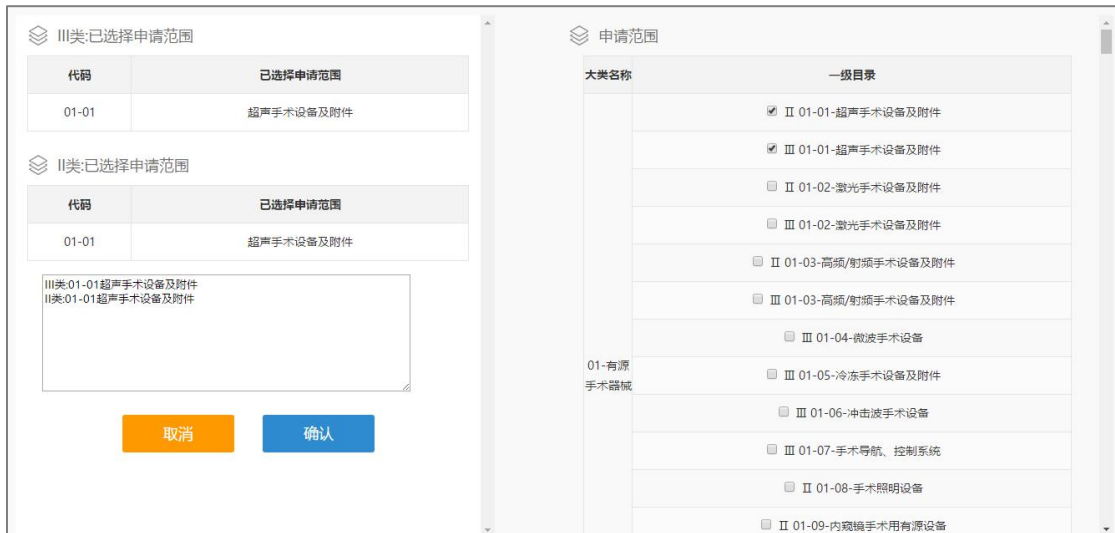 III类:已选择申请范围
代码 已选择申请范围
01-01 超声手术设备及附件
II类:已选择申请范围
代码 已选择申请范围
01-01 超声手术设备及附件
III类:01-01超声手术设备及附件
II类:01-01超声手术设备及附件
取消 确认
申请范围
大类名称 一级目录
II 01-01-超声手术设备及附件
III 01-01-超声手术设备及附件
II 01-02-激光手术设备及附件
III 01-02-激光手术设备及附件
II 01-03-高频/射频手术设备及附件
III 01-03-高频/射频手术设备及附件
III 01-04-微波手术设备
01-有源
手术器械
III 01-05-冷冻手术设备及附件
III 01-06-冲击波手术设备
III 01-07-手术导航、控制系统
II 01-08-手术照明设备
II 01-09-内窥镜手术用有源设备